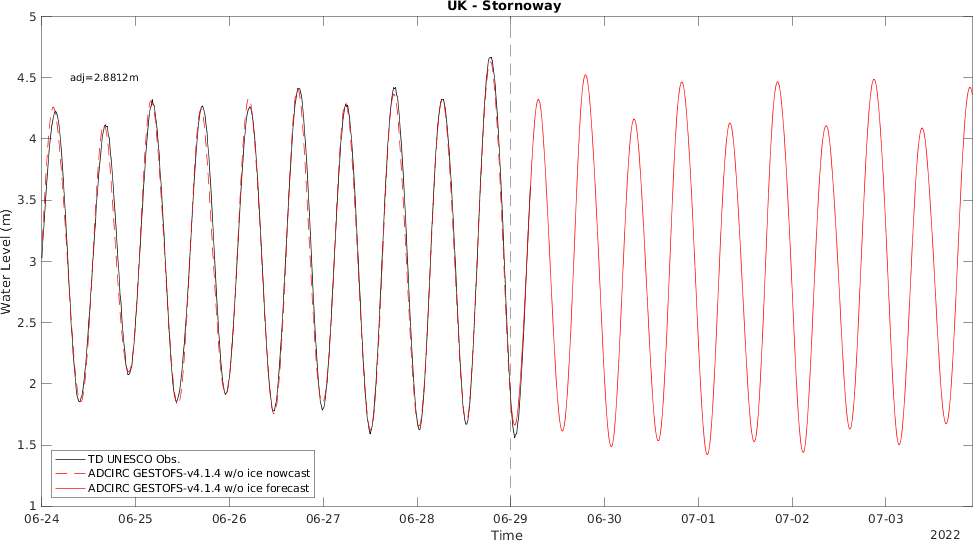 UK - Stornoway
5
adj=2.8812m
4.5
4
3.5
3
2.5
2
1.5
1
Water Level (m)
TD UNESCO Obs.
ADCIRC GESTOFS-v4.1.4 w/o ice nowcast
ADCIRC GESTOFS-v4.1.4 w/o ice forecast
06-24 06-25 06-26 06-27 06-28 06-29 06-30 07-01 07-02 07-03
Time
2022